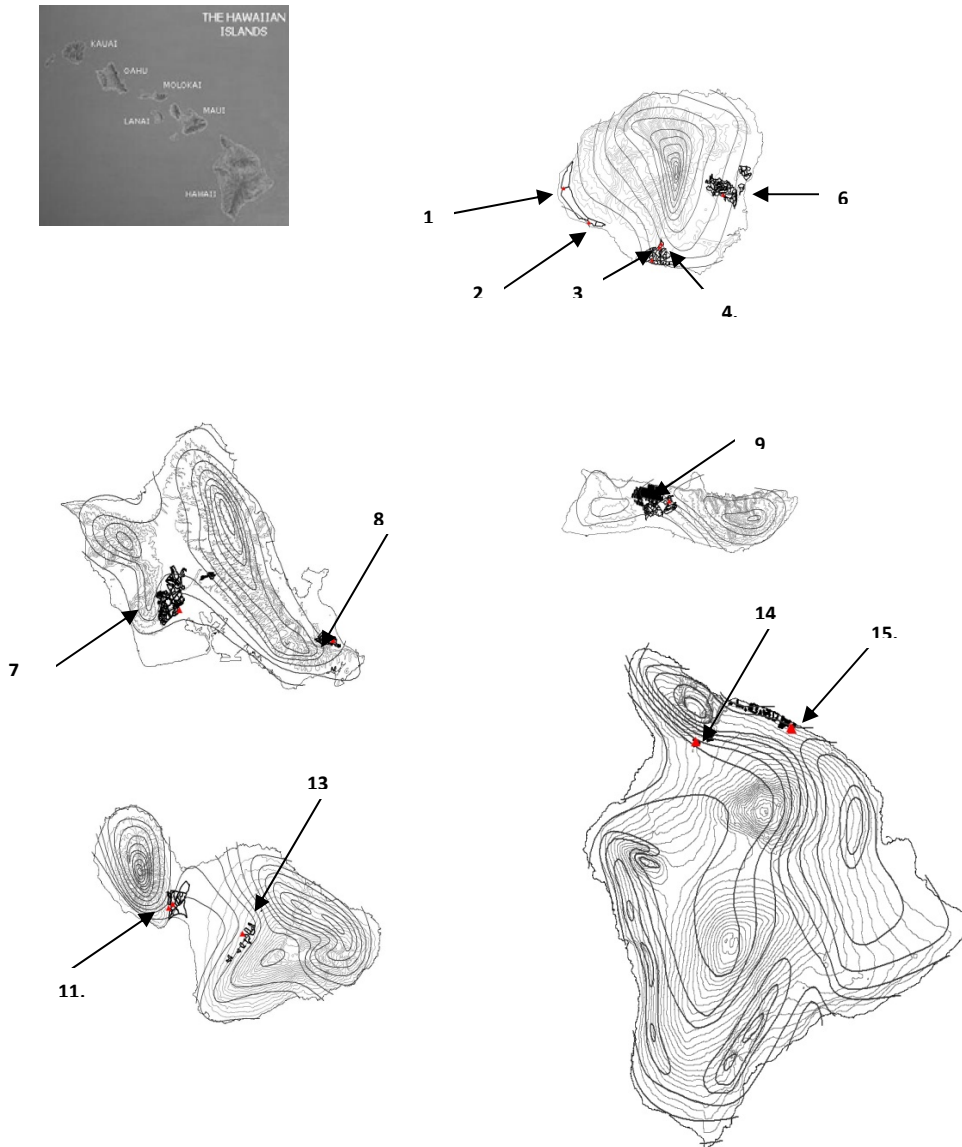 THE HAWAIIAN
ISLANDS
KAUAI
OAHU
MOLOKAI
LANAI
MAUI
HAWAII
1
6
2
3
4.
9
8
7
14
15.
13
11.